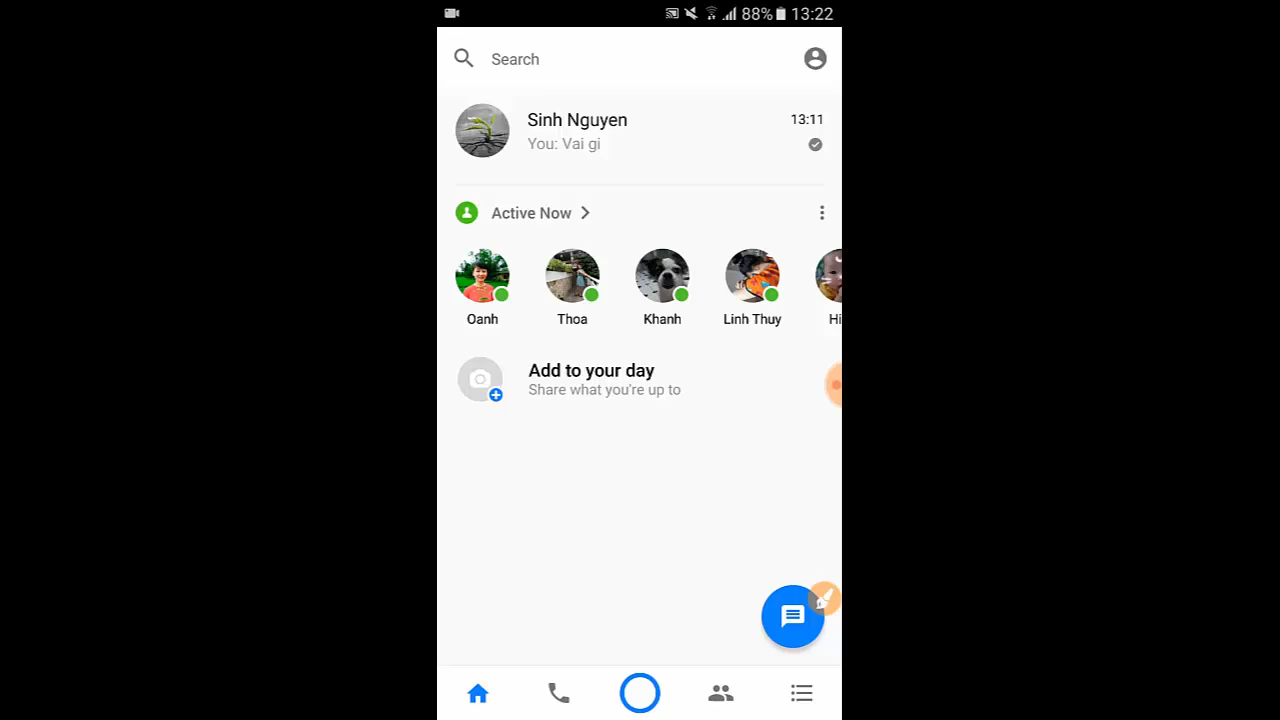 88% 13:22
Search
Sinh Nguyen 13:11
You: Vai gi
Active Now
Oanh Thoa Khanh Linh Thuy Hi
Add to your day
Share what you're up to